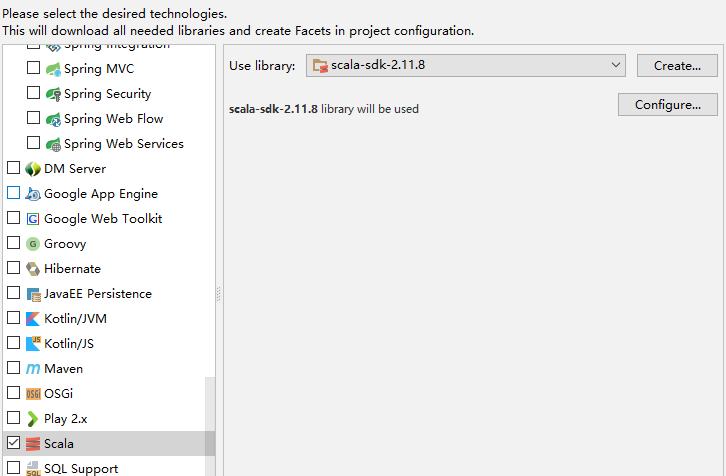 Please select the desired technologies.
This will download all needed libraries and create Facets in project configuration.
Spring Integration
Spring MVC
Spring Security
Spring Web Flow
Spring Web Services
DM Server
Google App Engine
Google Web Toolkit
G Groovy
Hibernate
JavaEE Persistence
Kotlin/JVM
JS Kotlin/JS
m Maven
OSGi OSGi
Play 2.x
Scala
SQL SQL Support
Use library: scala-sdk-2.11.8 Create...
scala-sdk-2.11.8 library will be used Configure...